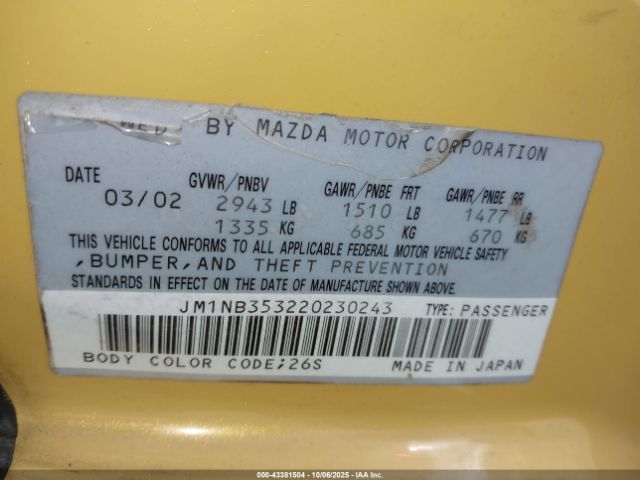 BY MAZDA MOTOR CORPORATION
DATE GVWR/PNBV GAWR/PNBE FRT GAWR/PNBE RR
03/02 2943 LB 1510 LB 1477 LB
1335 KG 685 KG 670 KG
THIS VEHICLE CONFORMS TO ALL APPLICABLE FEDERAL MOTOR VEHICLE SAFETY
,BUMPER,AND THEFT PREVENTION
STANDARDS IN EFFECT ON THE DATE OF MANUFACTURE SHOWN ABOVE.
JM1NB353220230243 TYPE: PASSENGER
BODY COLOR CODE;26S MADE IN JAPAN
000-43381504 | 10/06/2025 | IAA Inc.